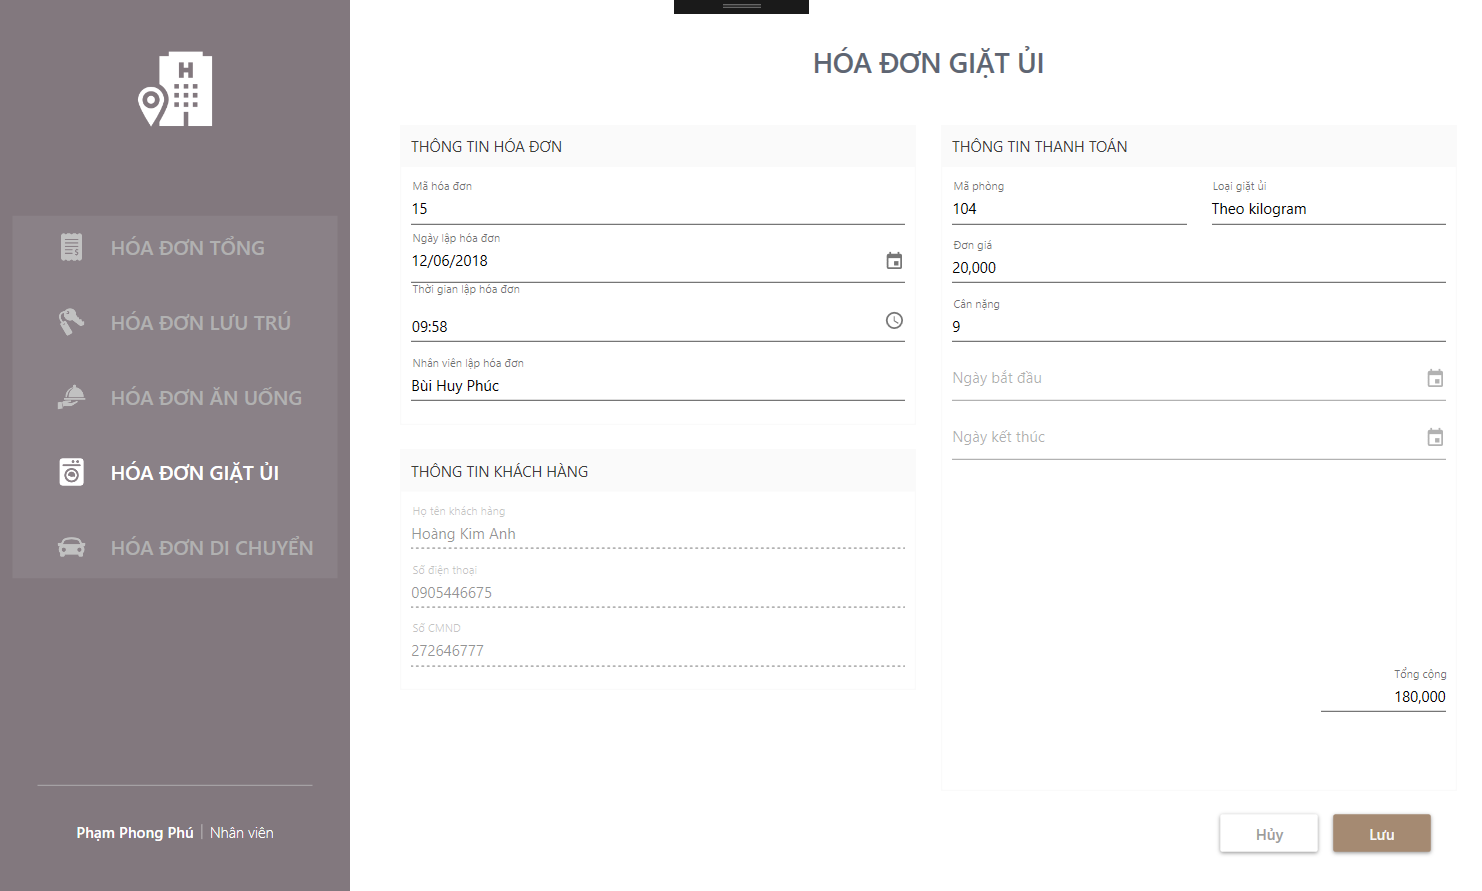 H
HÓA ĐƠN TỔNG
HÓA ĐƠN LƯU TRÚ
HÓA ĐƠN ĂN UỐNG
HÓA ĐƠN GIẶT ỦI
HÓA ĐƠN DI CHUYỂN
Phạm Phong Phú | Nhân viên
HÓA ĐƠN GIẶT ỦI
THÔNG TIN HÓA ĐƠN
Mã hóa đơn
15
Ngày lập hóa đơn
12/06/2018
Thời gian lập hóa đơn
09:58
Nhân viên lập hóa đơn
Bùi Huy Phúc
THÔNG TIN KHÁCH HÀNG
Họ tên khách hàng
Hoàng Kim Anh
Số điện thoại
0905446675
Số CMND
272646777
THÔNG TIN THANH TOÁN
Mã phòng
104
Loại giặt ủi
Theo kilogram
Đơn giá
20,000
Cân nặng
9
Ngày bắt đầu
Ngày kết thúc
Tổng cộng
180,000
Hủy
Lưu